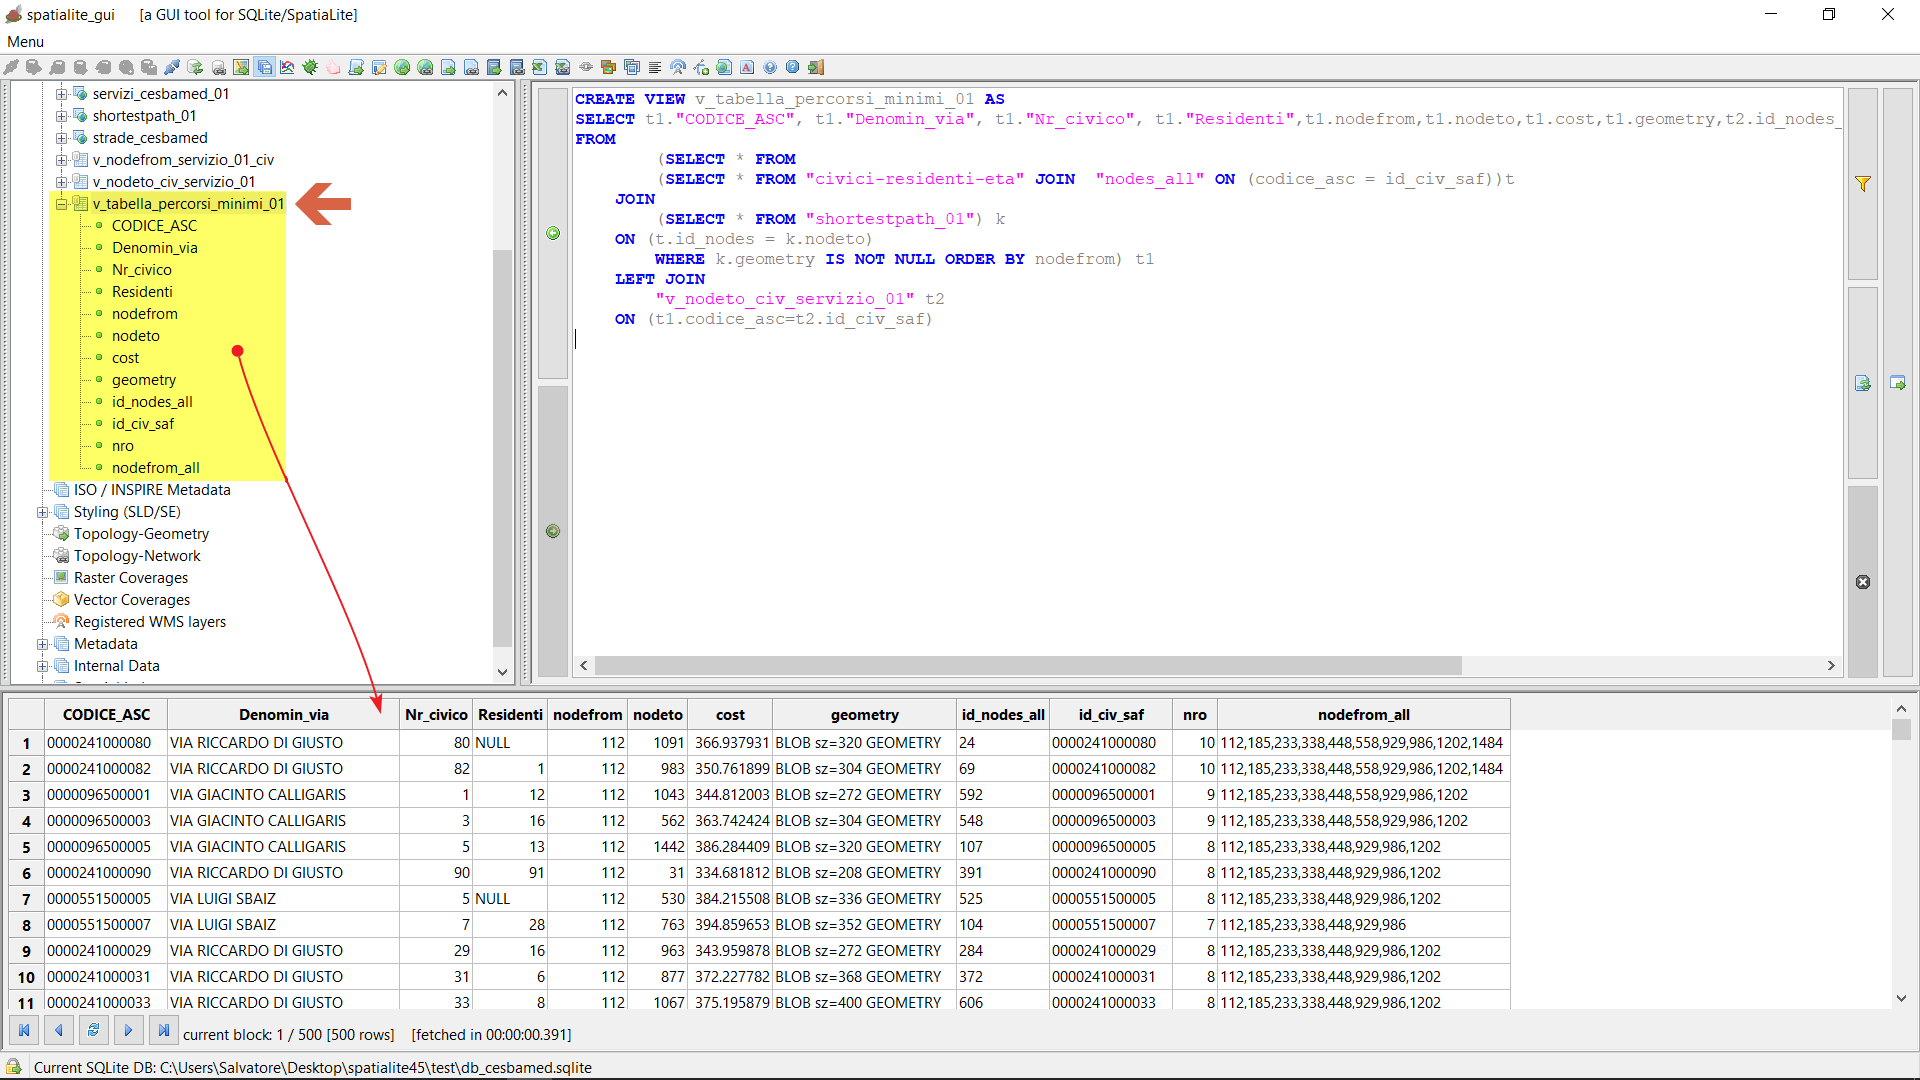 spatialite_gui [a GUI tool for SQLite/SpatiaLite]
Menu
servizi_cesbamed_01
shortestpath_01
strade_cesbamed
v_nodefrom_servizio_01_civ
v_nodeto_civ_servizio_01
v_tabella_percorsi_minimi_01
CODICE_ASC
Denomin_via
Nr_civico
Residenti
nodefrom
nodeto
cost
geometry
id_nodes_all
id_civ_saf
nro
nodefrom_all
ISO / INSPIRE Metadata
Styling (SLD/SE)
Topology-Geometry
Topology-Network
Raster Coverages
Vector Coverages
Registered WMS layers
Metadata
Internal Data
CREATE VIEW v_tabella_percorsi_minimi_01 AS
SELECT t1."CODICE_ASC", t1."Denomin_via", t1."Nr_civico", t1."Residenti",t1.nodefrom,t1.nodeto,t1.cost,t1.geometry,t2.id_nodes_
FROM
(SELECT * FROM
(SELECT * FROM "civici-residenti-eta" JOIN "nodes_all" ON (codice_asc = id_civ_saf))t
JOIN
(SELECT * FROM "shortestpath_01") k
ON (t.id_nodes = k.nodeto)
WHERE k.geometry IS NOT NULL ORDER BY nodefrom) t1
LEFT JOIN
"v_nodeto_civ_servizio_01" t2
ON (t1.codice_asc=t2.id_civ_saf)
CODICE_ASC Denomin_via Nr_civico Residenti nodefrom nodeto cost geometry id_nodes_all id_civ_saf nro nodefrom_all
1 0000241000080 VIA RICCARDO DI GIUSTO 80 NULL 112 1091 366.937931 BLOB sz=320 GEOMETRY 24 0000241000080 10 112,185,233,338,448,558,929,986,1202,1484
2 0000241000082 VIA RICCARDO DI GIUSTO 82 1 112 983 350.761899 BLOB sz=304 GEOMETRY 69 0000241000082 10 112,185,233,338,448,558,929,986,1202,1484
3 0000096500001 VIA GIACINTO CALLIGARIS 1 12 112 1043 344.812003 BLOB sz=272 GEOMETRY 592 0000096500001 9 112,185,233,338,448,558,929,986,1202
4 0000096500003 VIA GIACINTO CALLIGARIS 3 16 112 562 363.742424 BLOB sz=304 GEOMETRY 548 0000096500003 9 112,185,233,338,448,558,929,986,1202
5 0000096500005 VIA GIACINTO CALLIGARIS 5 13 112 1442 386.284409 BLOB sz=320 GEOMETRY 107 0000096500005 8 112,185,233,338,448,929,986,1202
6 0000241000090 VIA RICCARDO DI GIUSTO 90 91 112 31 334.681812 BLOB sz=208 GEOMETRY 391 0000241000090 8 112,185,233,338,448,929,986,1202
7 0000551500005 VIA LUIGI SBAIZ 5 NULL 112 530 384.215508 BLOB sz=336 GEOMETRY 525 0000551500005 8 112,185,233,338,448,929,986,1202
8 0000551500007 VIA LUIGI SBAIZ 7 28 112 763 394.859653 BLOB sz=352 GEOMETRY 104 0000551500007 7 112,185,233,338,448,929,986
9 0000241000029 VIA RICCARDO DI GIUSTO 29 16 112 963 343.959878 BLOB sz=272 GEOMETRY 284 0000241000029 8 112,185,233,338,448,929,986,1202
10 0000241000031 VIA RICCARDO DI GIUSTO 31 6 112 877 372.227782 BLOB sz=368 GEOMETRY 372 0000241000031 8 112,185,233,338,448,929,986,1202
11 0000241000033 VIA RICCARDO DI GIUSTO 33 8 112 1067 375.195879 BLOB sz=400 GEOMETRY 606 0000241000033 8 112,185,233,338,448,929,986,1202
current block: 1 / 500 [500 rows] [fetched in 00:00:00.391]
Current SQLite DB: C:\Users\Salvatore\Desktop\spatialite45\test\db_cesbamed.sqlite